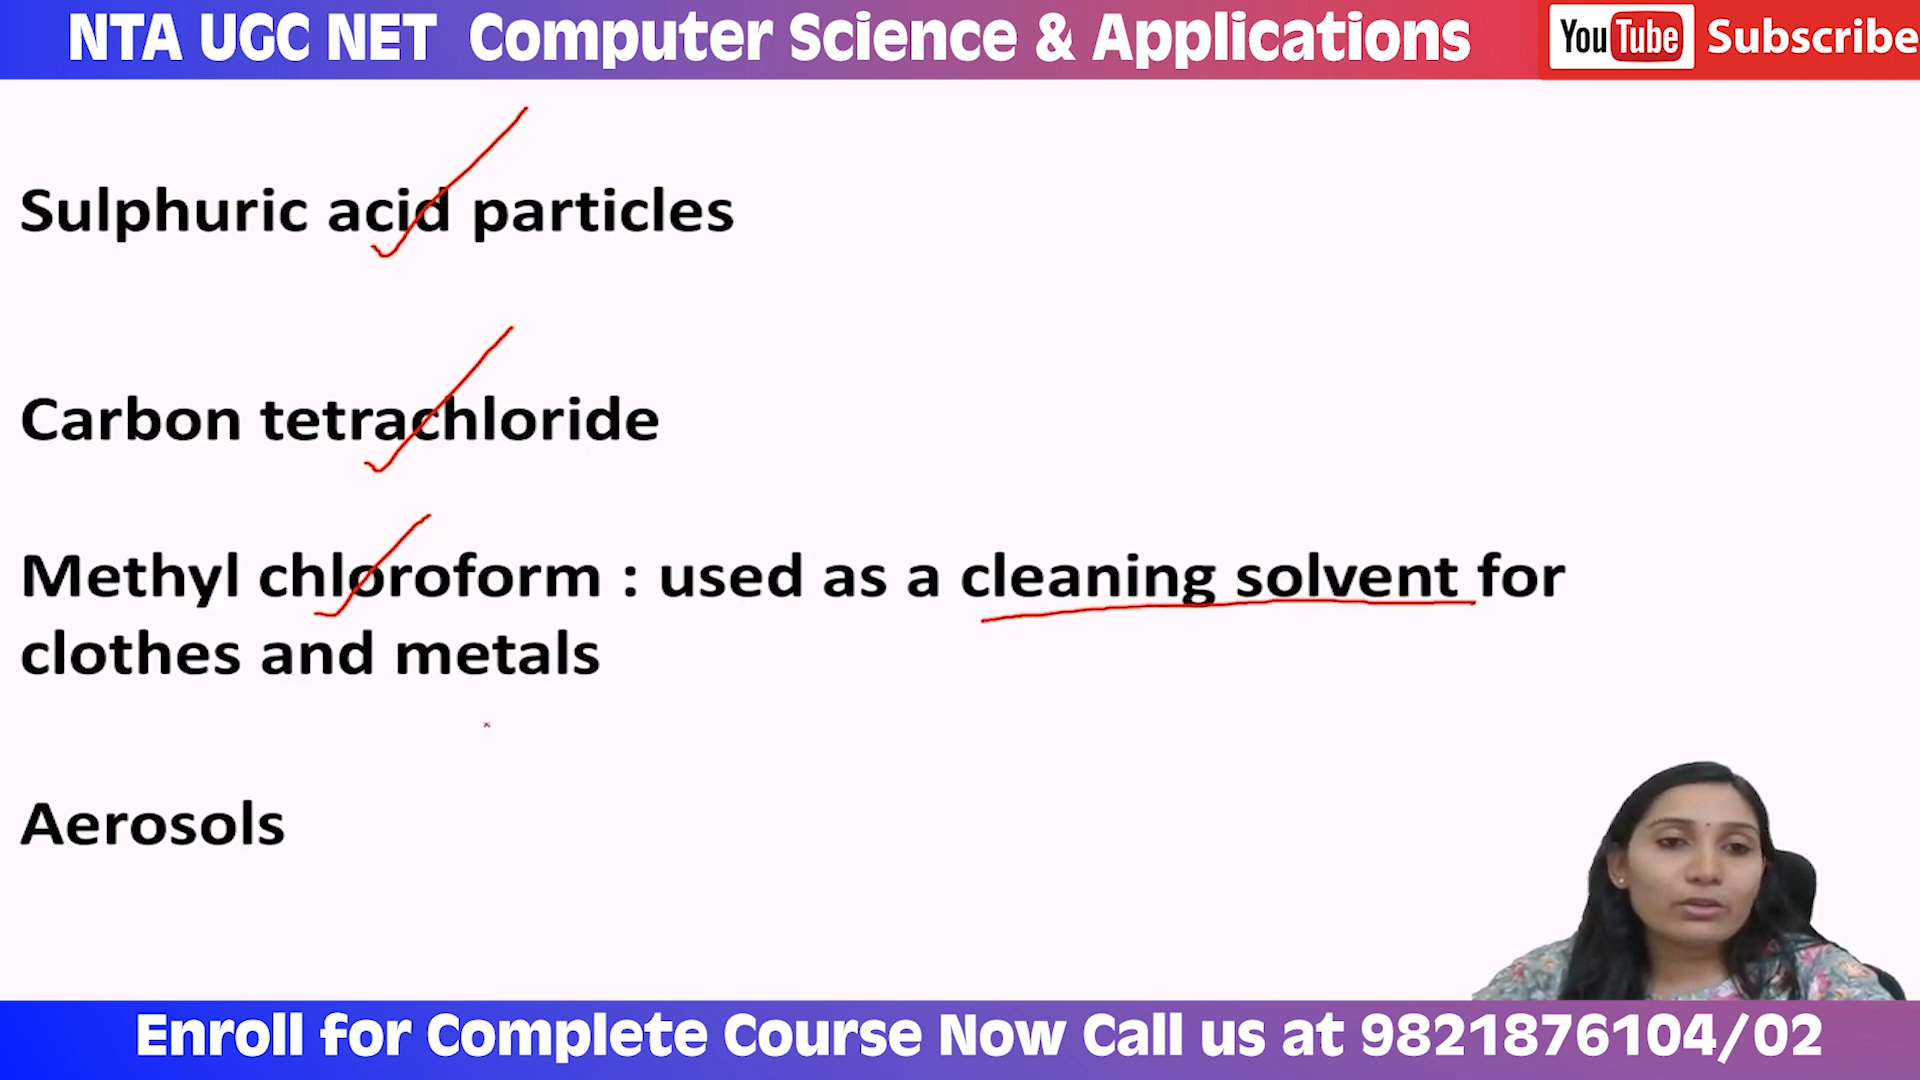 NTA UGC NET Computer Science & Applications
YouTube Subscribe
Sulphuric acid particles
Carbon tetrachloride
Methyl chloroform : used as a cleaning solvent for
clothes and metals
Aerosols
Enroll for Complete Course Now Call us at 9821876104/02